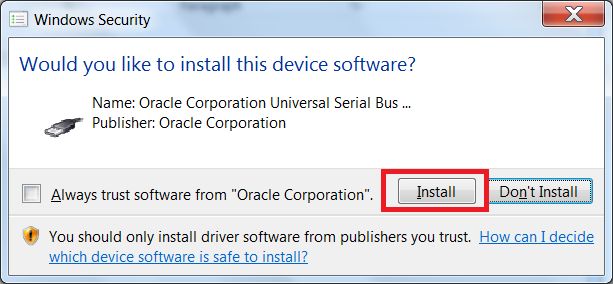 Windows Security
Would you like to install this device software?
Name: Oracle Corporation Universal Serial Bus ...
Publisher: Oracle Corporation
Always trust software from "Oracle Corporation".
Install
Don't Install
You should only install driver software from publishers you trust. How can I decide
which device software is safe to install?